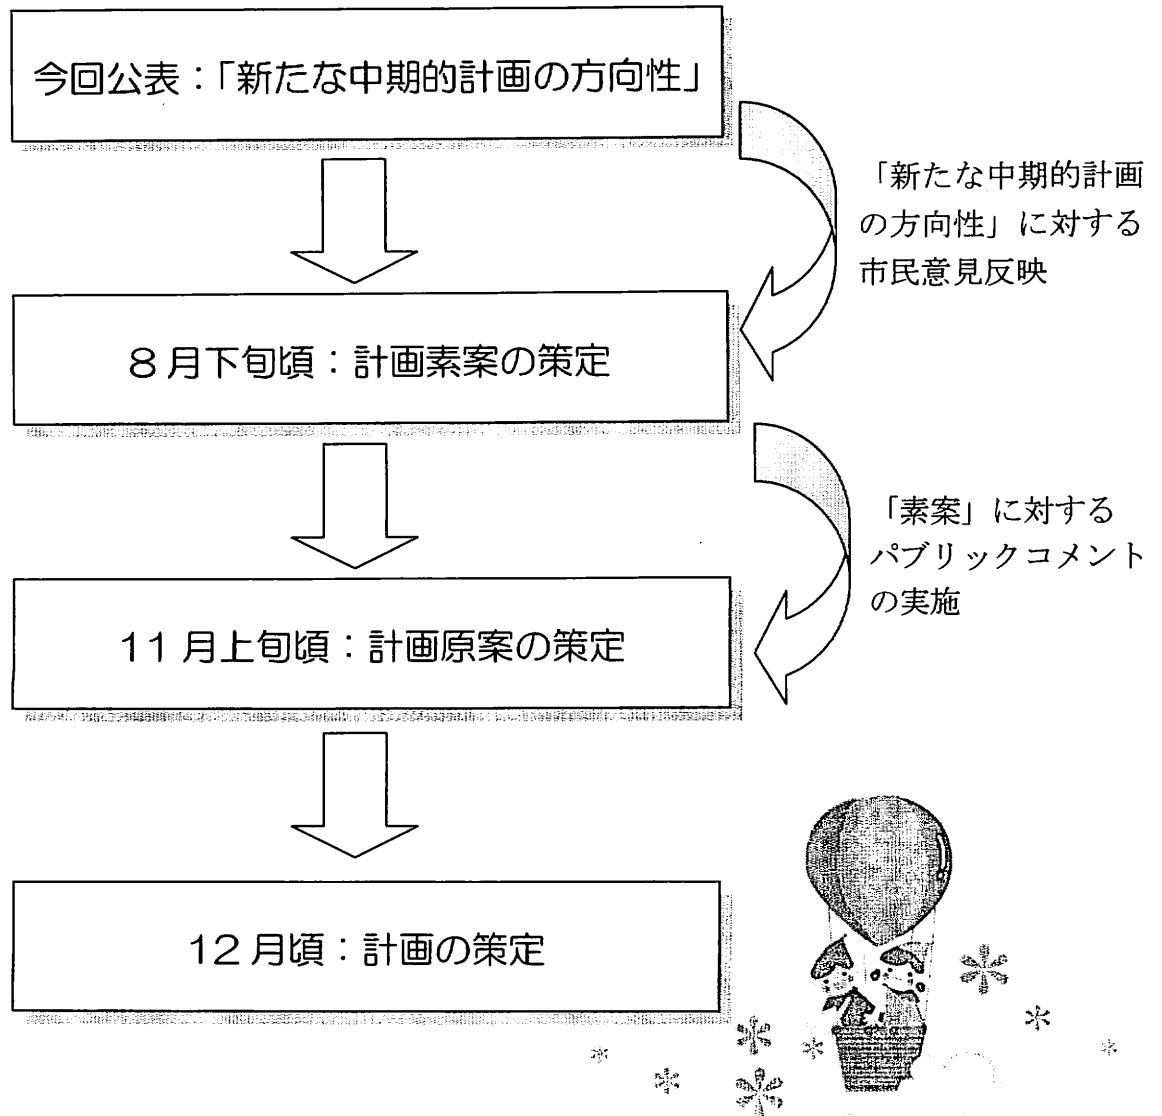 今回公表：「新たな中期的計画の方向性」
「新たな中期的計画
の方向性」に対する
市民意見反映
8月下旬頃：計画素案の策定
「素案」に対する
パブリックコメント
の実施
11月上旬頃：計画原案の策定
12月頃：計画の策定